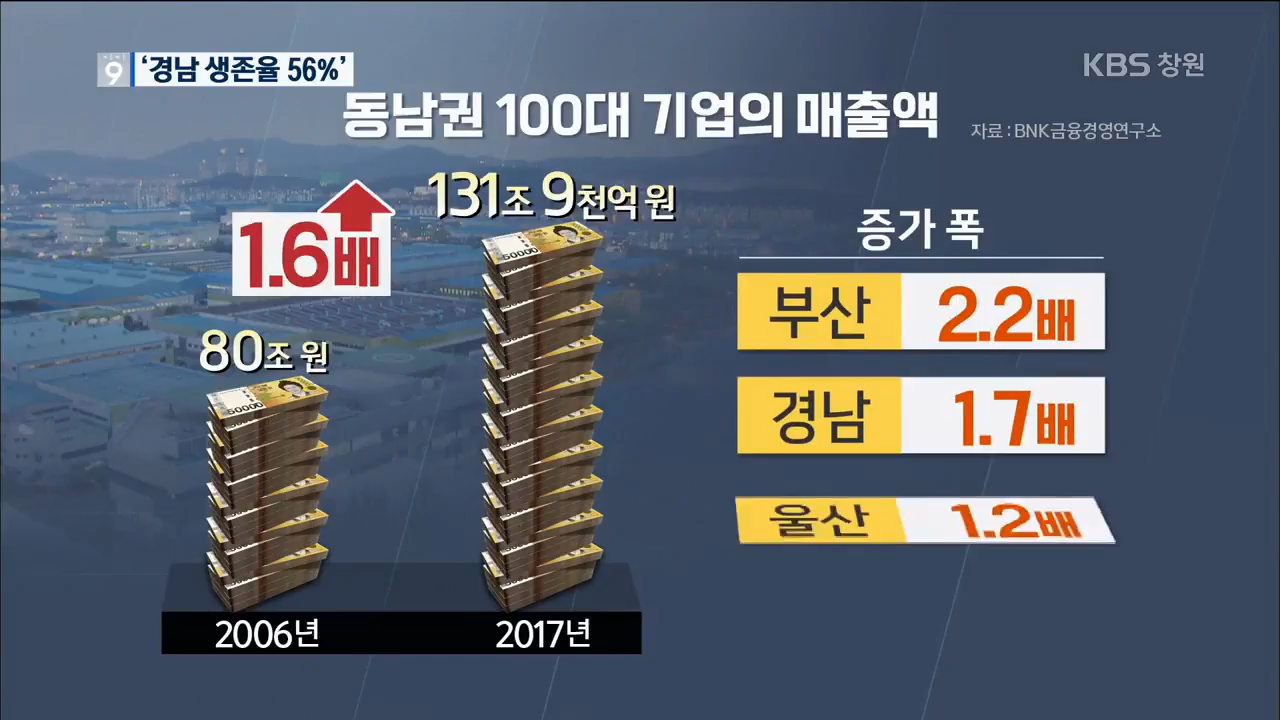 NEWS
9
‘경남 생존율 56%’
KBS 창원
동남권 100대 기업의 매출액
자료 : BNK금융경영연구소
131조 9천억 원
1.6배
80조 원
증가 폭
부산 2.2배
경남 1.7배
울산 1.2배
50000
50000
2006년
2017년